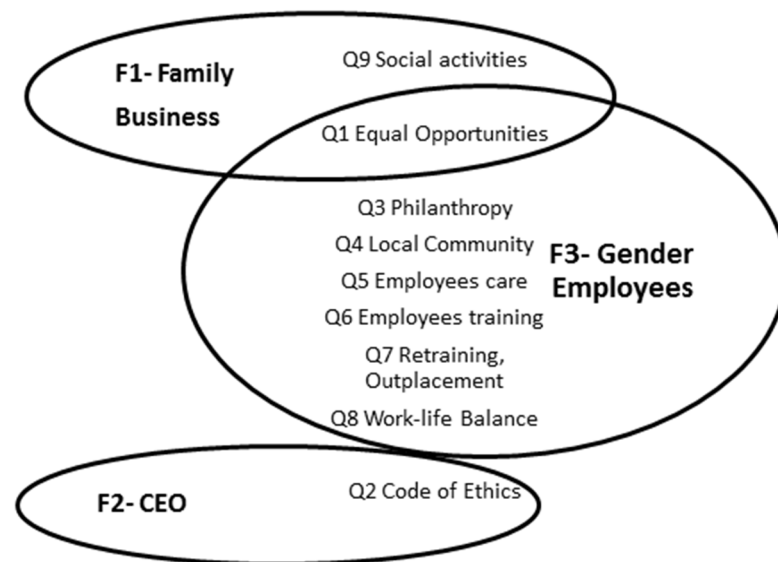 F1- Family
Business
Q9 Social activities
Q1 Equal Opportunities
Q3 Philanthropy
Q4 Local Community
Q5 Employees care
Q6 Employees training
Q7 Retraining,
Outplacement
Q8 Work-life Balance
F3- Gender
Employees
F2- CEO
Q2 Code of Ethics